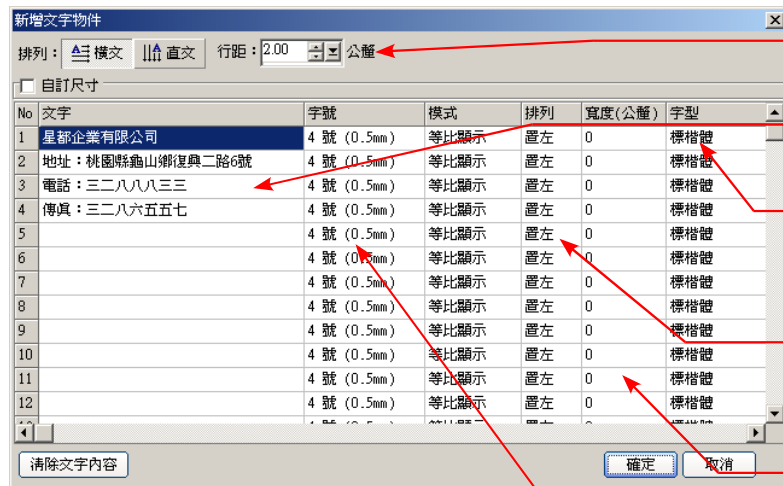 新增文字物件
排列： 橫文 直文 行距： 2.00 公釐
自訂尺寸
No 文字 字號 模式 排列 寬度(公釐) 字型
1 星都企業有限公司 4 號 (0.5mm) 等比顯示 置左 0 標楷體
2 地址：桃園縣龜山鄉復興二路6號 4 號 (0.5mm) 等比顯示 置左 0 標楷體
3 電話：三二八八八三三 4 號 (0.5mm) 等比顯示 置左 0 標楷體
4 傳真：三二八六五五七 4 號 (0.5mm) 等比顯示 置左 0 標楷體
5 4 號 (0.5mm) 等比顯示 置左 0 標楷體
6 4 號 (0.5mm) 等比顯示 置左 0 標楷體
7 4 號 (0.5mm) 等比顯示 置左 0 標楷體
8 4 號 (0.5mm) 等比顯示 置左 0 標楷體
9 4 號 (0.5mm) 等比顯示 置左 0 標楷體
10 4 號 (0.5mm) 等比顯示 置左 0 標楷體
11 4 號 (0.5mm) 等比顯示 置左 0 標楷體
12 4 號 (0.5mm) 等比顯示 置左 0 標楷體
清除文字內容 確定 取消